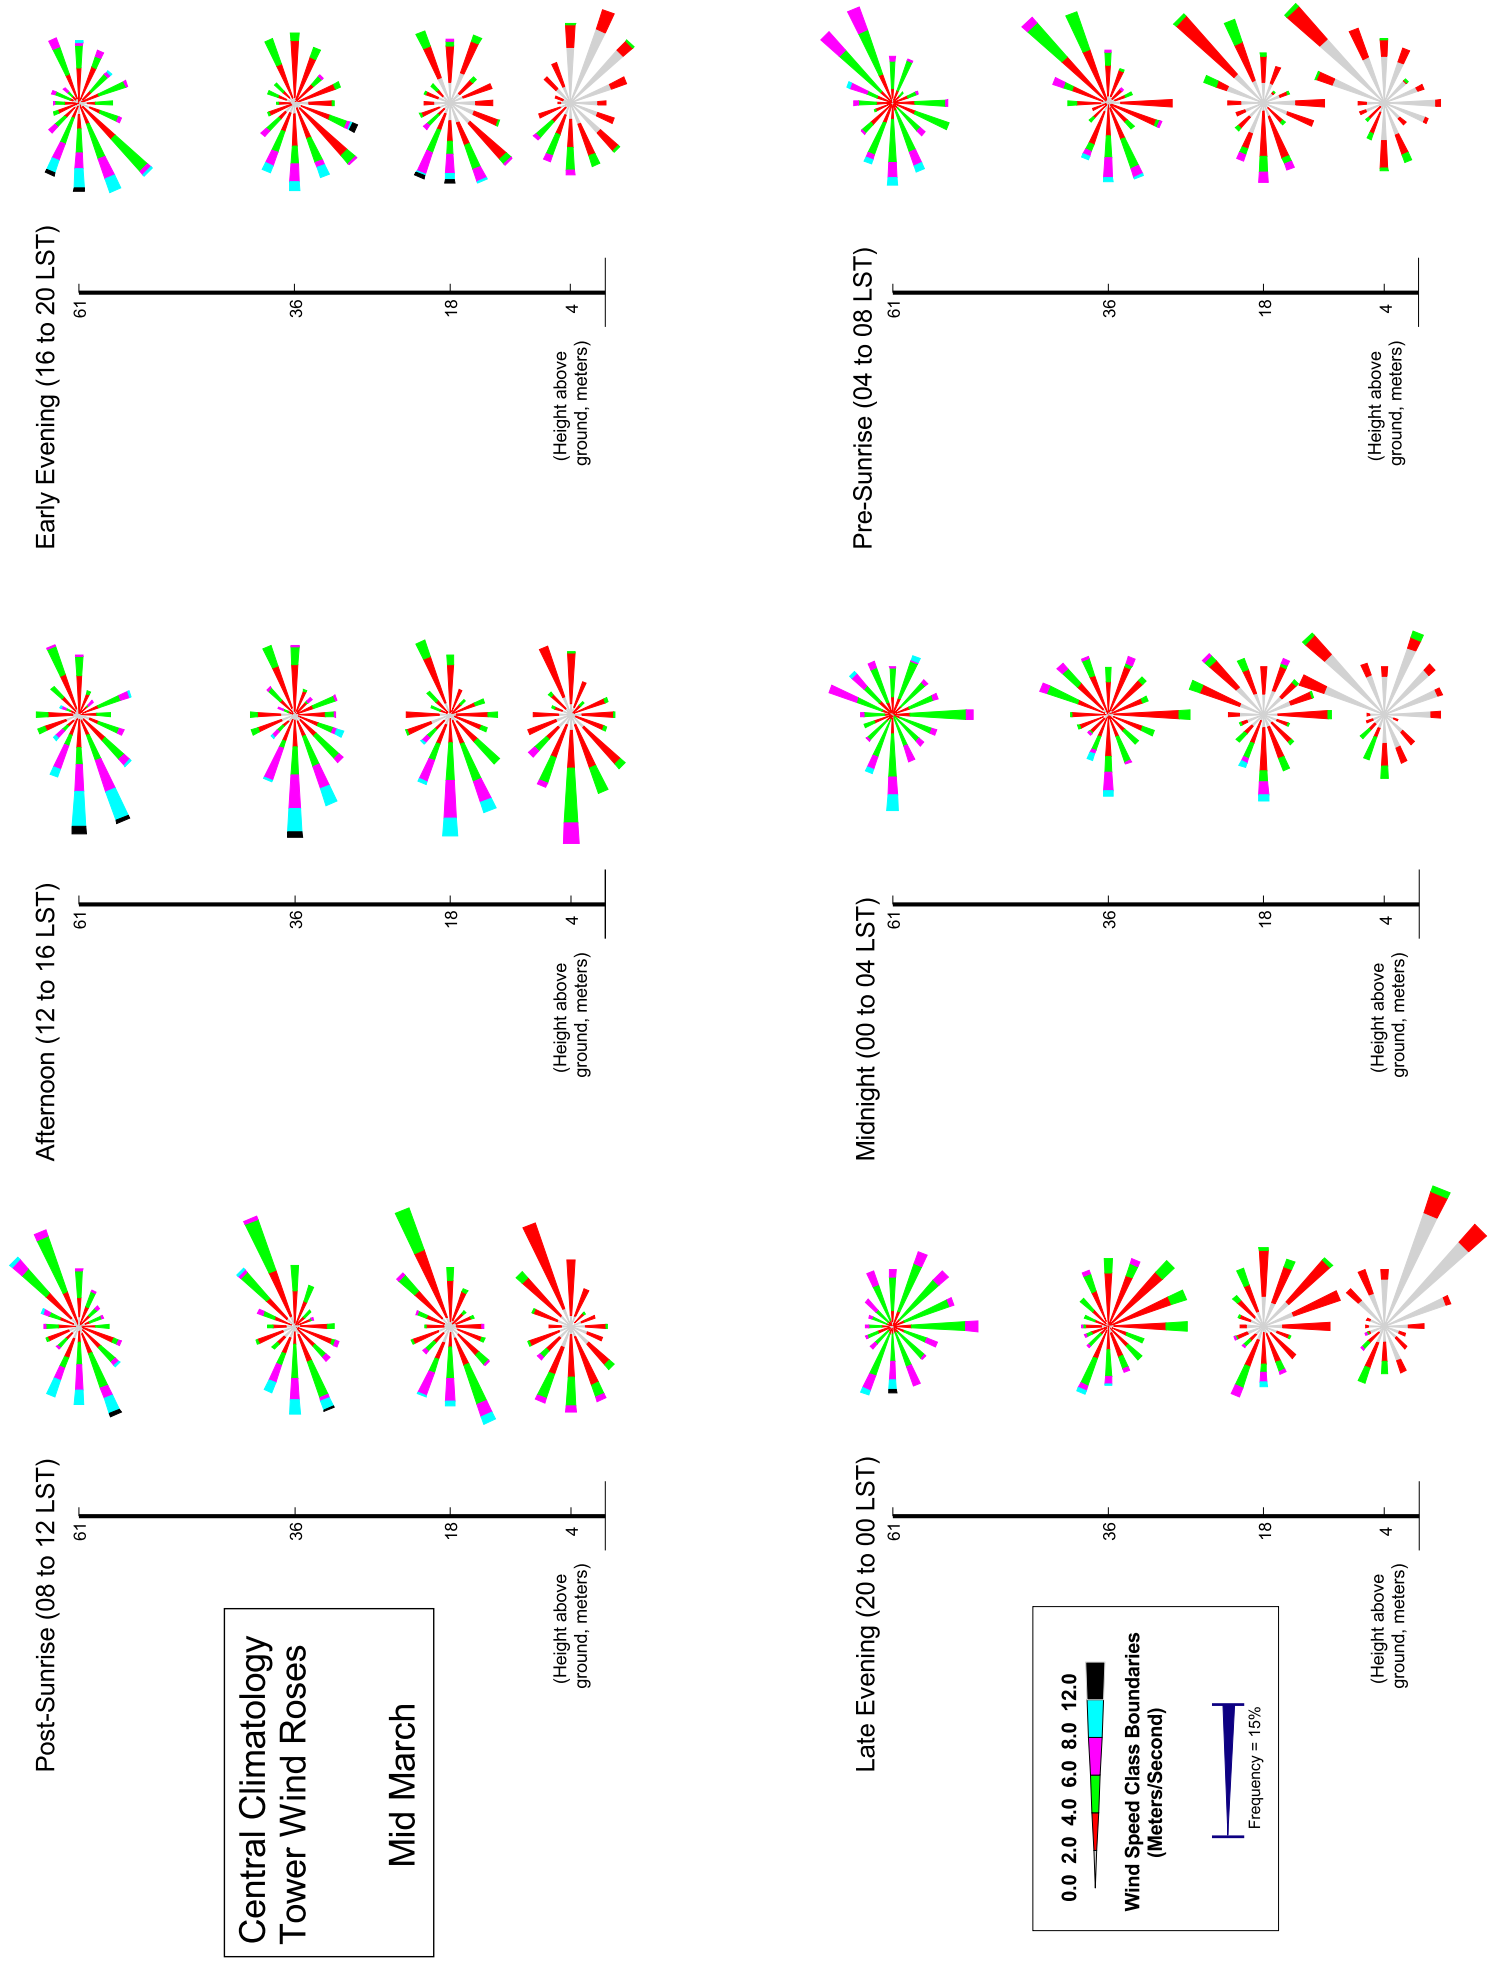 Central Climatology
Tower Wind Roses
Mid March
Post-Sunrise (08 to 12 LST)
61
36
18
4
(Height above
ground, meters)
Afternoon (12 to 16 LST)
61
36
18
4
(Height above
ground, meters)
Early Evening (16 to 20 LST)
61
36
18
4
(Height above
ground, meters)
Late Evening (20 to 00 LST)
61
36
18
4
(Height above
ground, meters)
Midnight (00 to 04 LST)
61
36
18
4
(Height above
ground, meters)
Pre-Sunrise (04 to 08 LST)
61
36
18
4
(Height above
ground, meters)
0.0 2.0 4.0 6.0 8.0 12.0
Wind Speed Class Boundaries
(Meters/Second)
Frequency = 15%